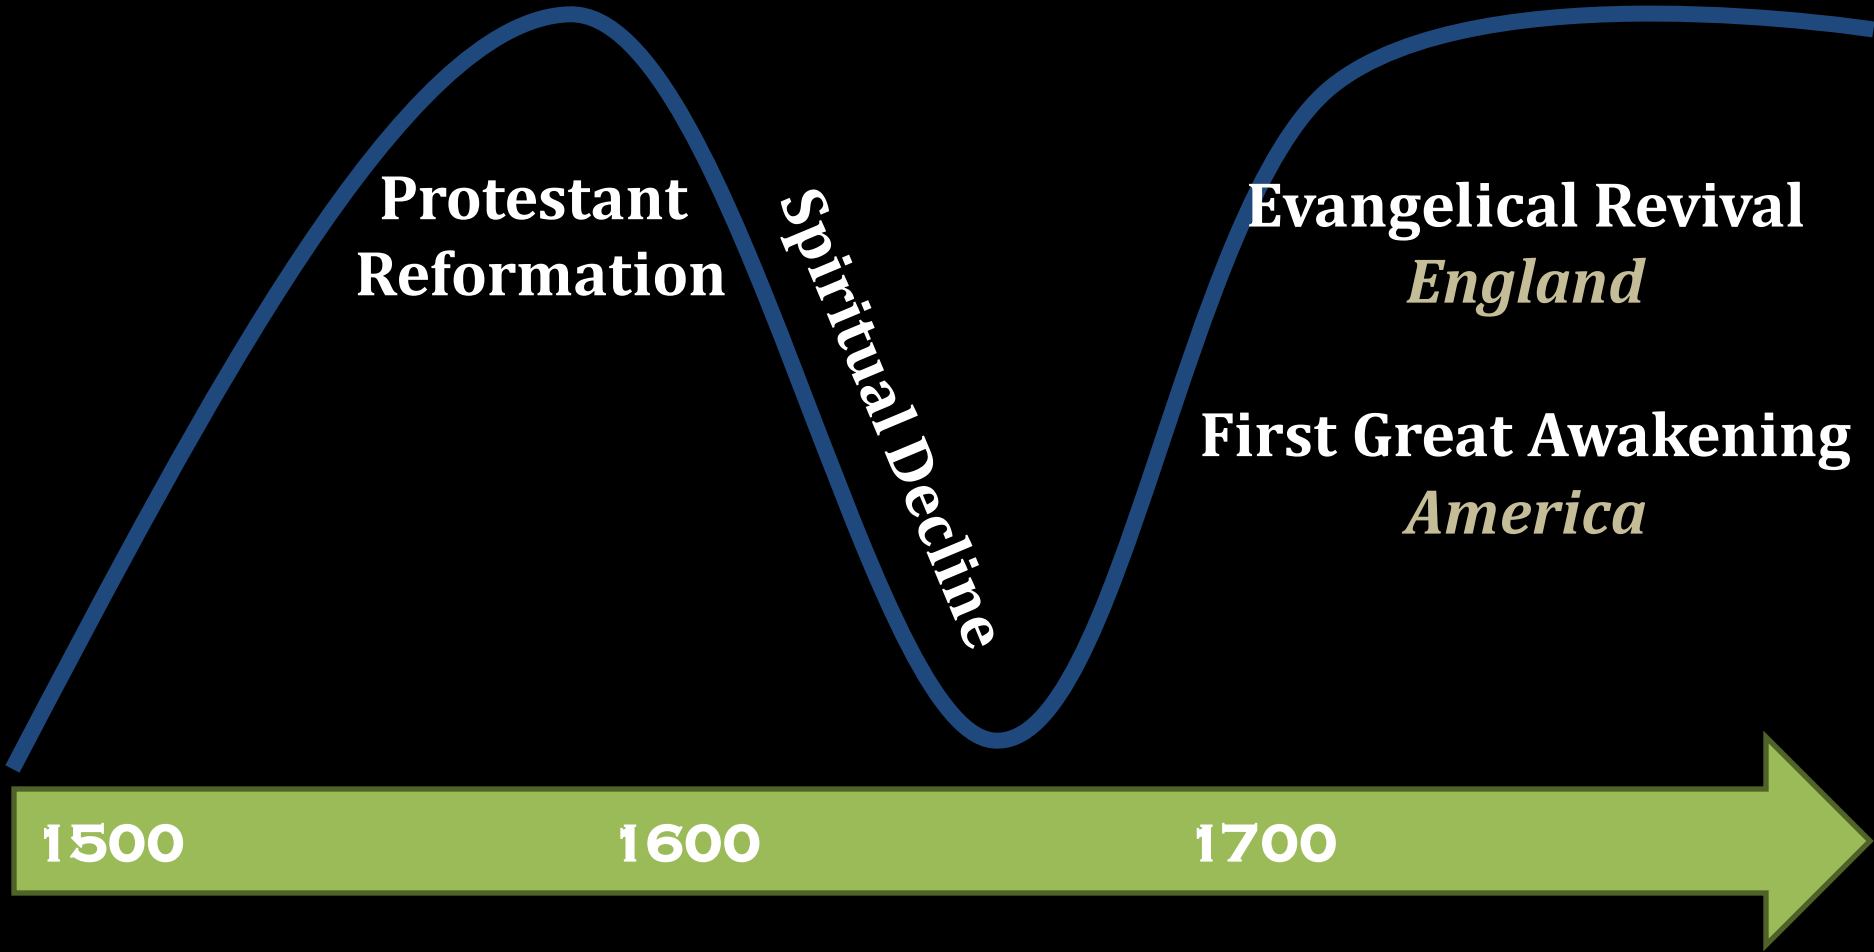 Protestant
Reformation
Spiritual Decline
Evangelical Revival
England
First Great Awakening
America
1500
1600
1700